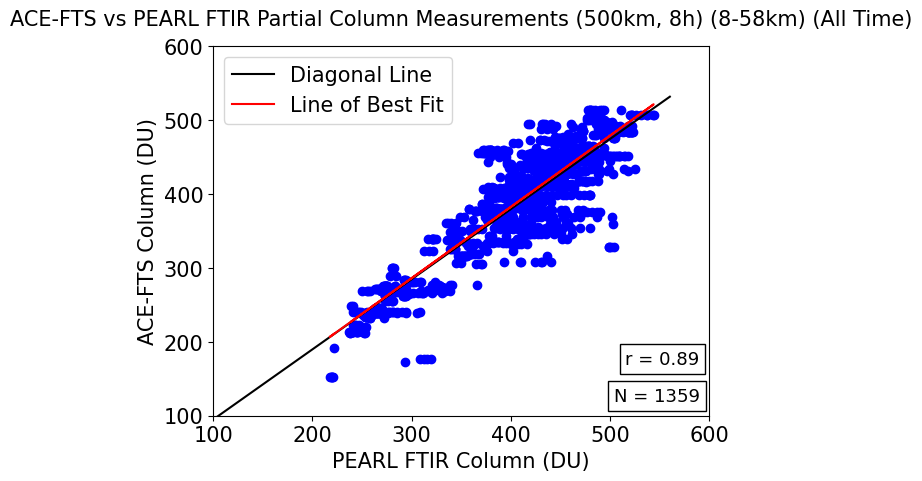 ACE-FTS vs PEARL FTIR Partial Column Measurements (500km, 8h) (8-58km) (All Time)
600
500
400
300
200
100
ACE-FTS Column (DU)
Diagonal Line
Line of Best Fit
r = 0.89
N = 1359
100 200 300 400 500 600
PEARL FTIR Column (DU)